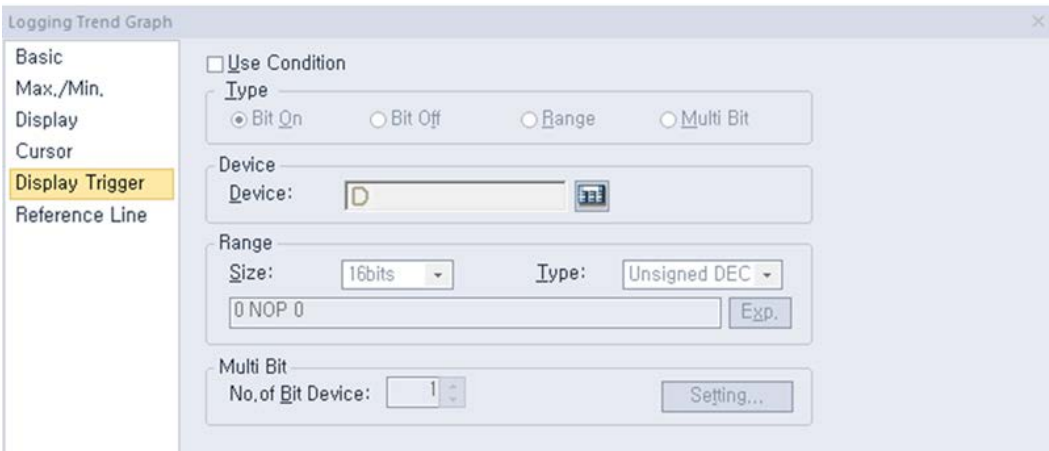 Logging Trend Graph
Basic
Max./Min.
Display
Cursor
Display Trigger
Reference Line
Use Condition
Type
Bit On Bit Off Range Multi Bit
Device
Device: D
Range
Size: 16bits Type: Unsigned DEC
0 NOP 0 Exp.
Multi Bit
No.of Bit Device: 1 Setting...